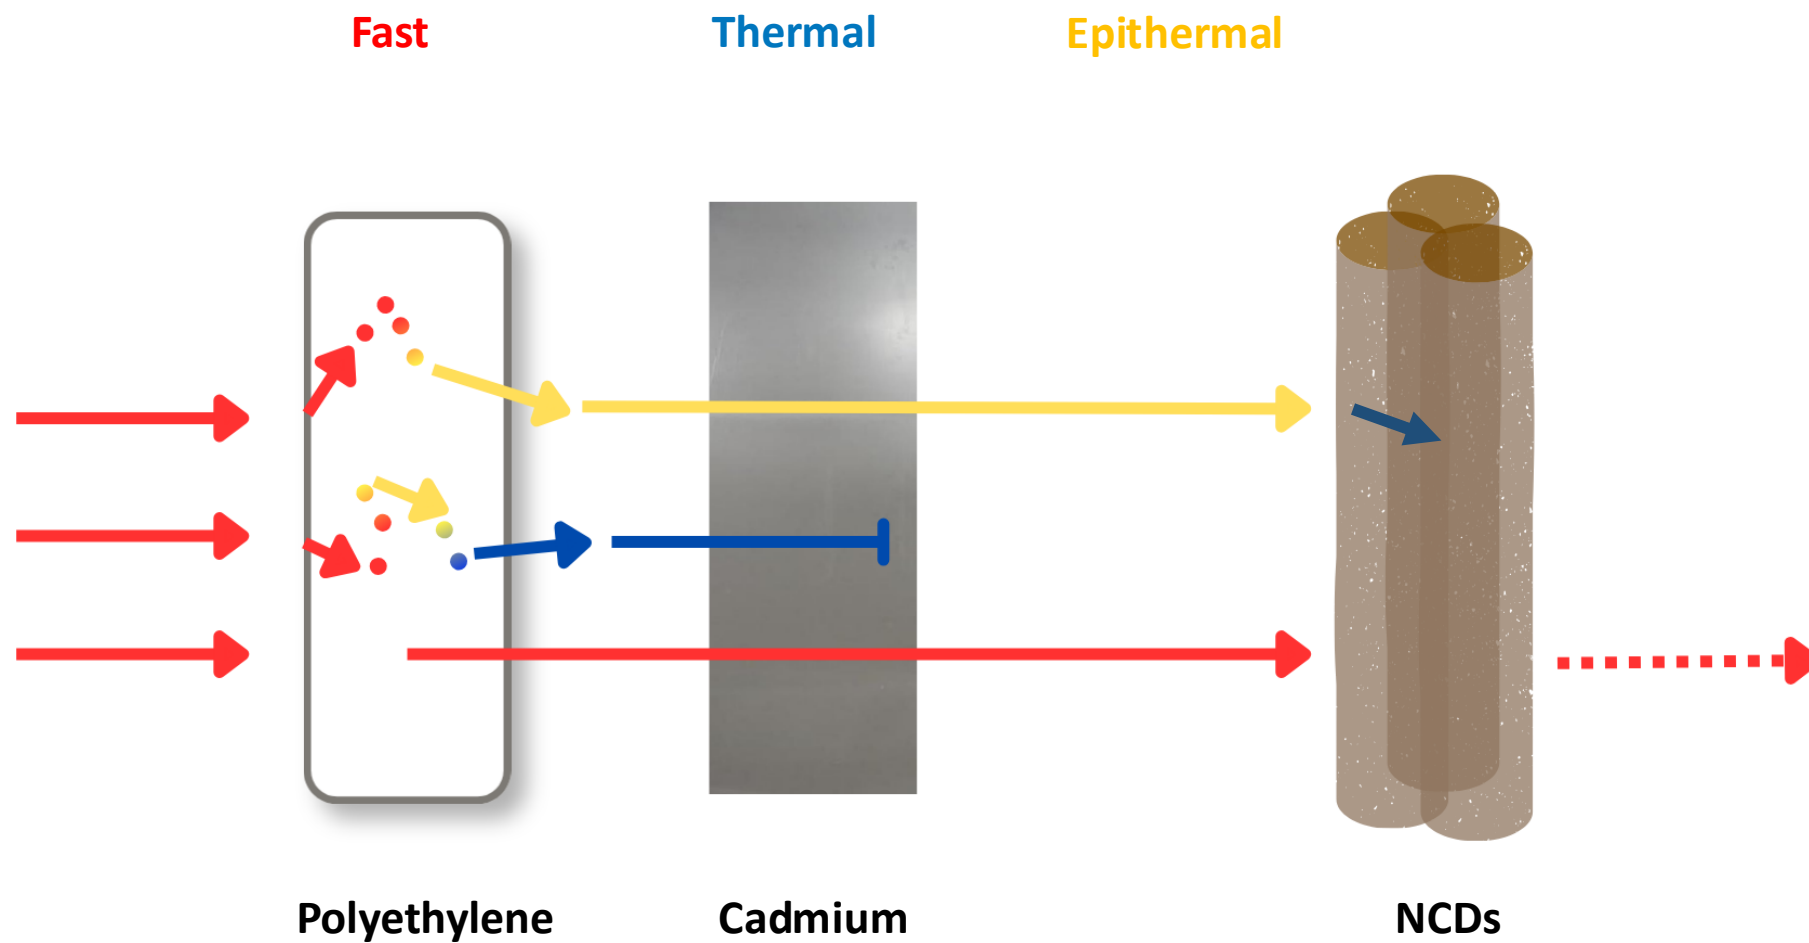 Fast
Thermal
Epithermal
Polyethylene
Cadmium
NCDs